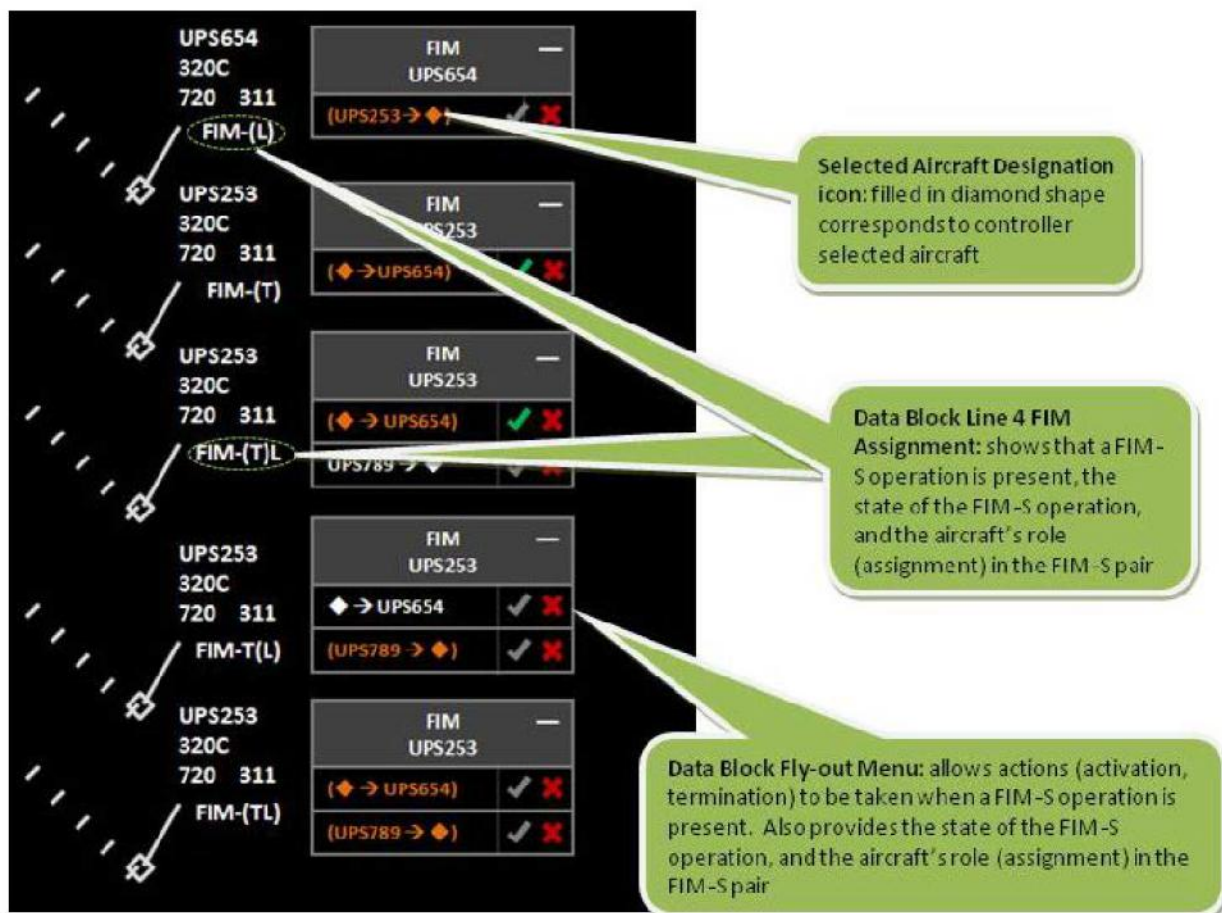 UPS654
320C
720 311
FIM-(L)
FIM
UPS654
(UPS253→◆)
UPS253
320C
720 311
FIM-(T)
FIM
S253
(◆→UPS654)
UPS253
320C
720 311
FIM-(T)L
FIM
UPS253
(◆→ UPS654)
UPS789 → ◆
UPS253
320C
720 311
FIM-T(L)
FIM
UPS253
◆→ UPS654
(UPS789 → ◆)
UPS253
320C
720 311
FIM-(TL)
FIM
UPS253
(◆→ UPS654)
(UPS789 → ◆)
Selected Aircraft Designation
icon: filled in diamond shape
corresponds to controller
selected aircraft
Data Block Line 4 FIM
Assignment: shows that a FIM-
S operation is present, the
state of the FIM-S operation,
and the aircraft's role
(assignment) in the FIM-S pair
Data Block Fly-out Menu: allows actions (activation,
termination) to be taken when a FIM-S operation is
present. Also provides the state of the FIM-S
operation, and the aircraft's role (assignment) in the
FIM-S pair